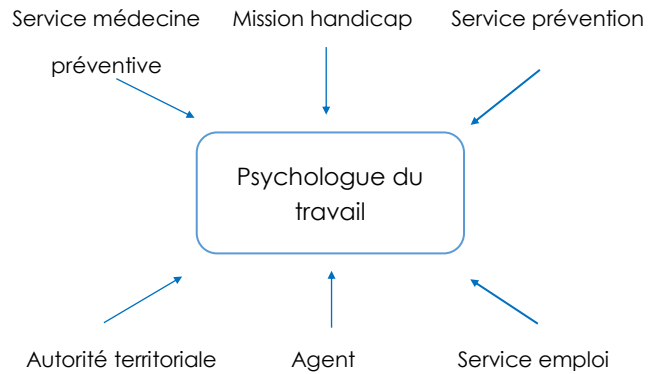 Service médecine préventive
Mission handicap
Service prévention
Psychologue du
travail
Autorité territoriale
Agent
Service emploi